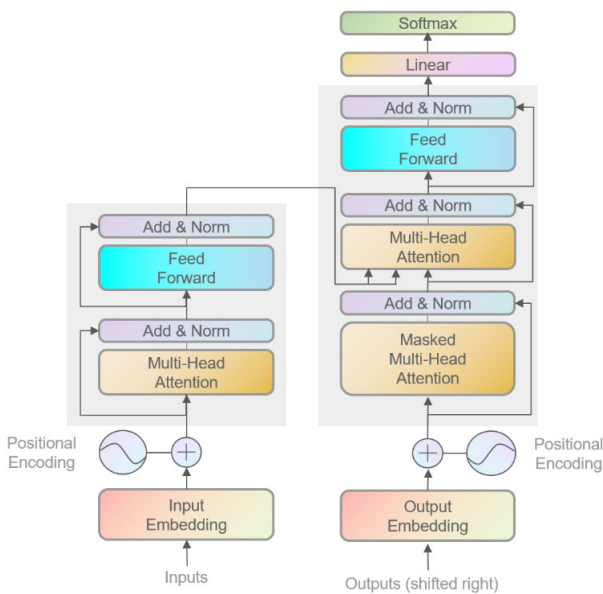 Softmax
Linear
Add & Norm
Feed
Forward
Add & Norm
Multi-Head
Attention
Add & Norm
Masked
Multi-Head
Attention
Add & Norm
Feed
Forward
Add & Norm
Multi-Head
Attention
Positional
Encoding
Positional
Encoding
Input
Embedding
Output
Embedding
Inputs
Outputs (shifted right)